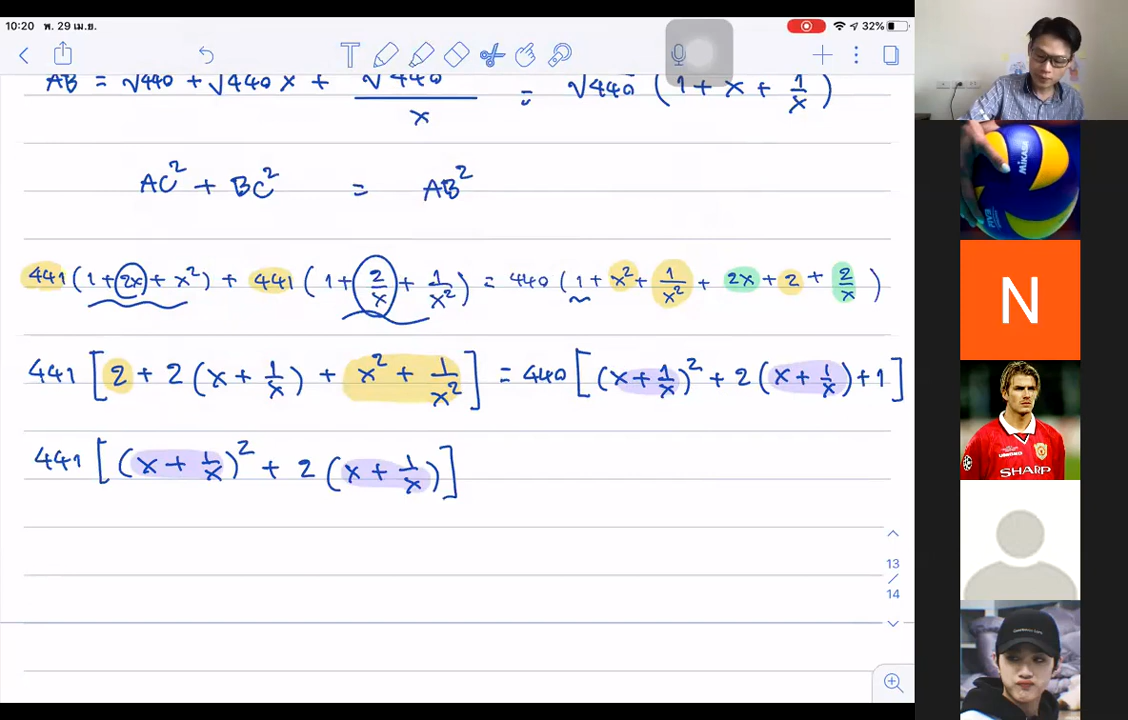 10:20 พ. 29 เม.ย. 32%
AB = √440 + √440 x + √440/x = √440 (1 + x + 1/x)
AC² + BC² = AB²
441 (1 + 2x + x²) + 441 (1 + 2/x + 1/x²) = 440 (1 + x² + 1/x² + 2x + 2 + 2/x)
441 [2 + 2 (x + 1/x) + x² + 1/x²] = 440 [(x + 1/x)² + 2 (x + 1/x) + 1]
441 [(x + 1/x)² + 2 (x + 1/x)]
13
/
14
MIKASA
FIVB
N
SHARP